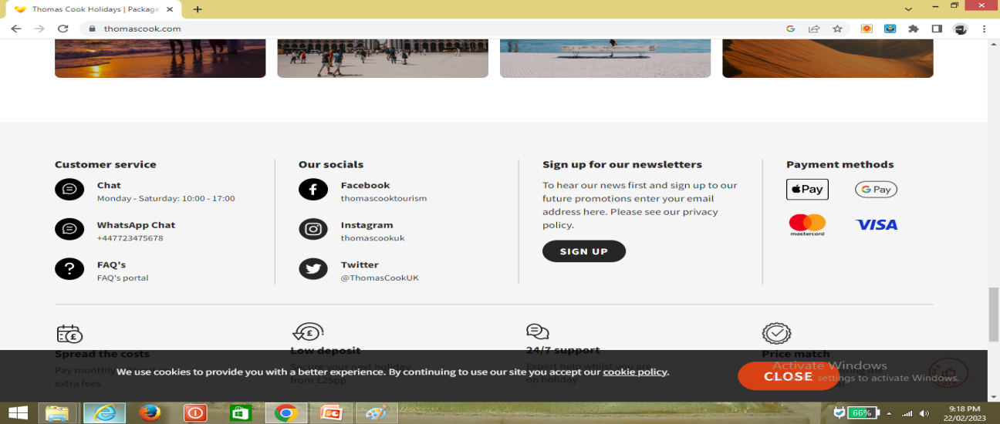 Thomas Cook Holidays | Package
thomascook.com
Customer service
Chat
Monday - Saturday: 10:00 - 17:00
WhatsApp Chat
+447723475678
FAQ's
FAQ's portal
Our socials
Facebook
thomascooktourism
Instagram
thomascookuk
Twitter
@ThomasCookUK
Sign up for our newsletters
To hear our news first and sign up to our
future promotions enter your email
address here. Please see our privacy
policy.
SIGN UP
Payment methods
Pay
G Pay
mastercard
VISA
Spread the costs
Pay monthly
extra fees
Low deposit
Secure your next holiday
from £25pp
24/7 support
Expert help whilst you are
on holiday
Price match
We use cookies to provide you with a better experience. By continuing to use our site you accept our cookie policy.
CLOSE
Activate Windows
settings to activate Windows.
66%
9:18 PM
22/02/2023